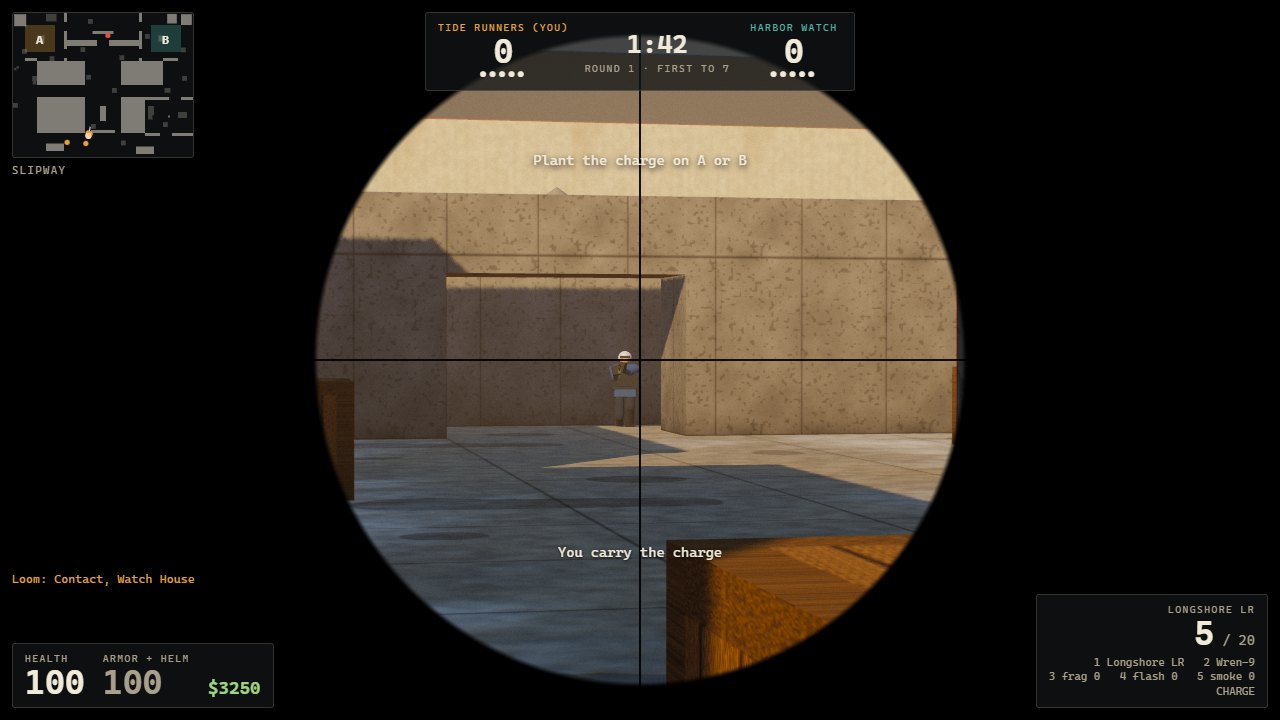 A
B
SLIPWAY
TIDE RUNNERS (YOU)
0
1:42
ROUND 1 · FIRST TO 7
HARBOR WATCH
0
Plant the charge on A or B
You carry the charge
Loom: Contact, Watch House
HEALTH
100
ARMOR + HELM
100
$3250
LONGSHORE LR
5 / 20
1 Longshore LR 2 Wren-9
3 frag 0 4 flash 0 5 smoke 0
CHARGE